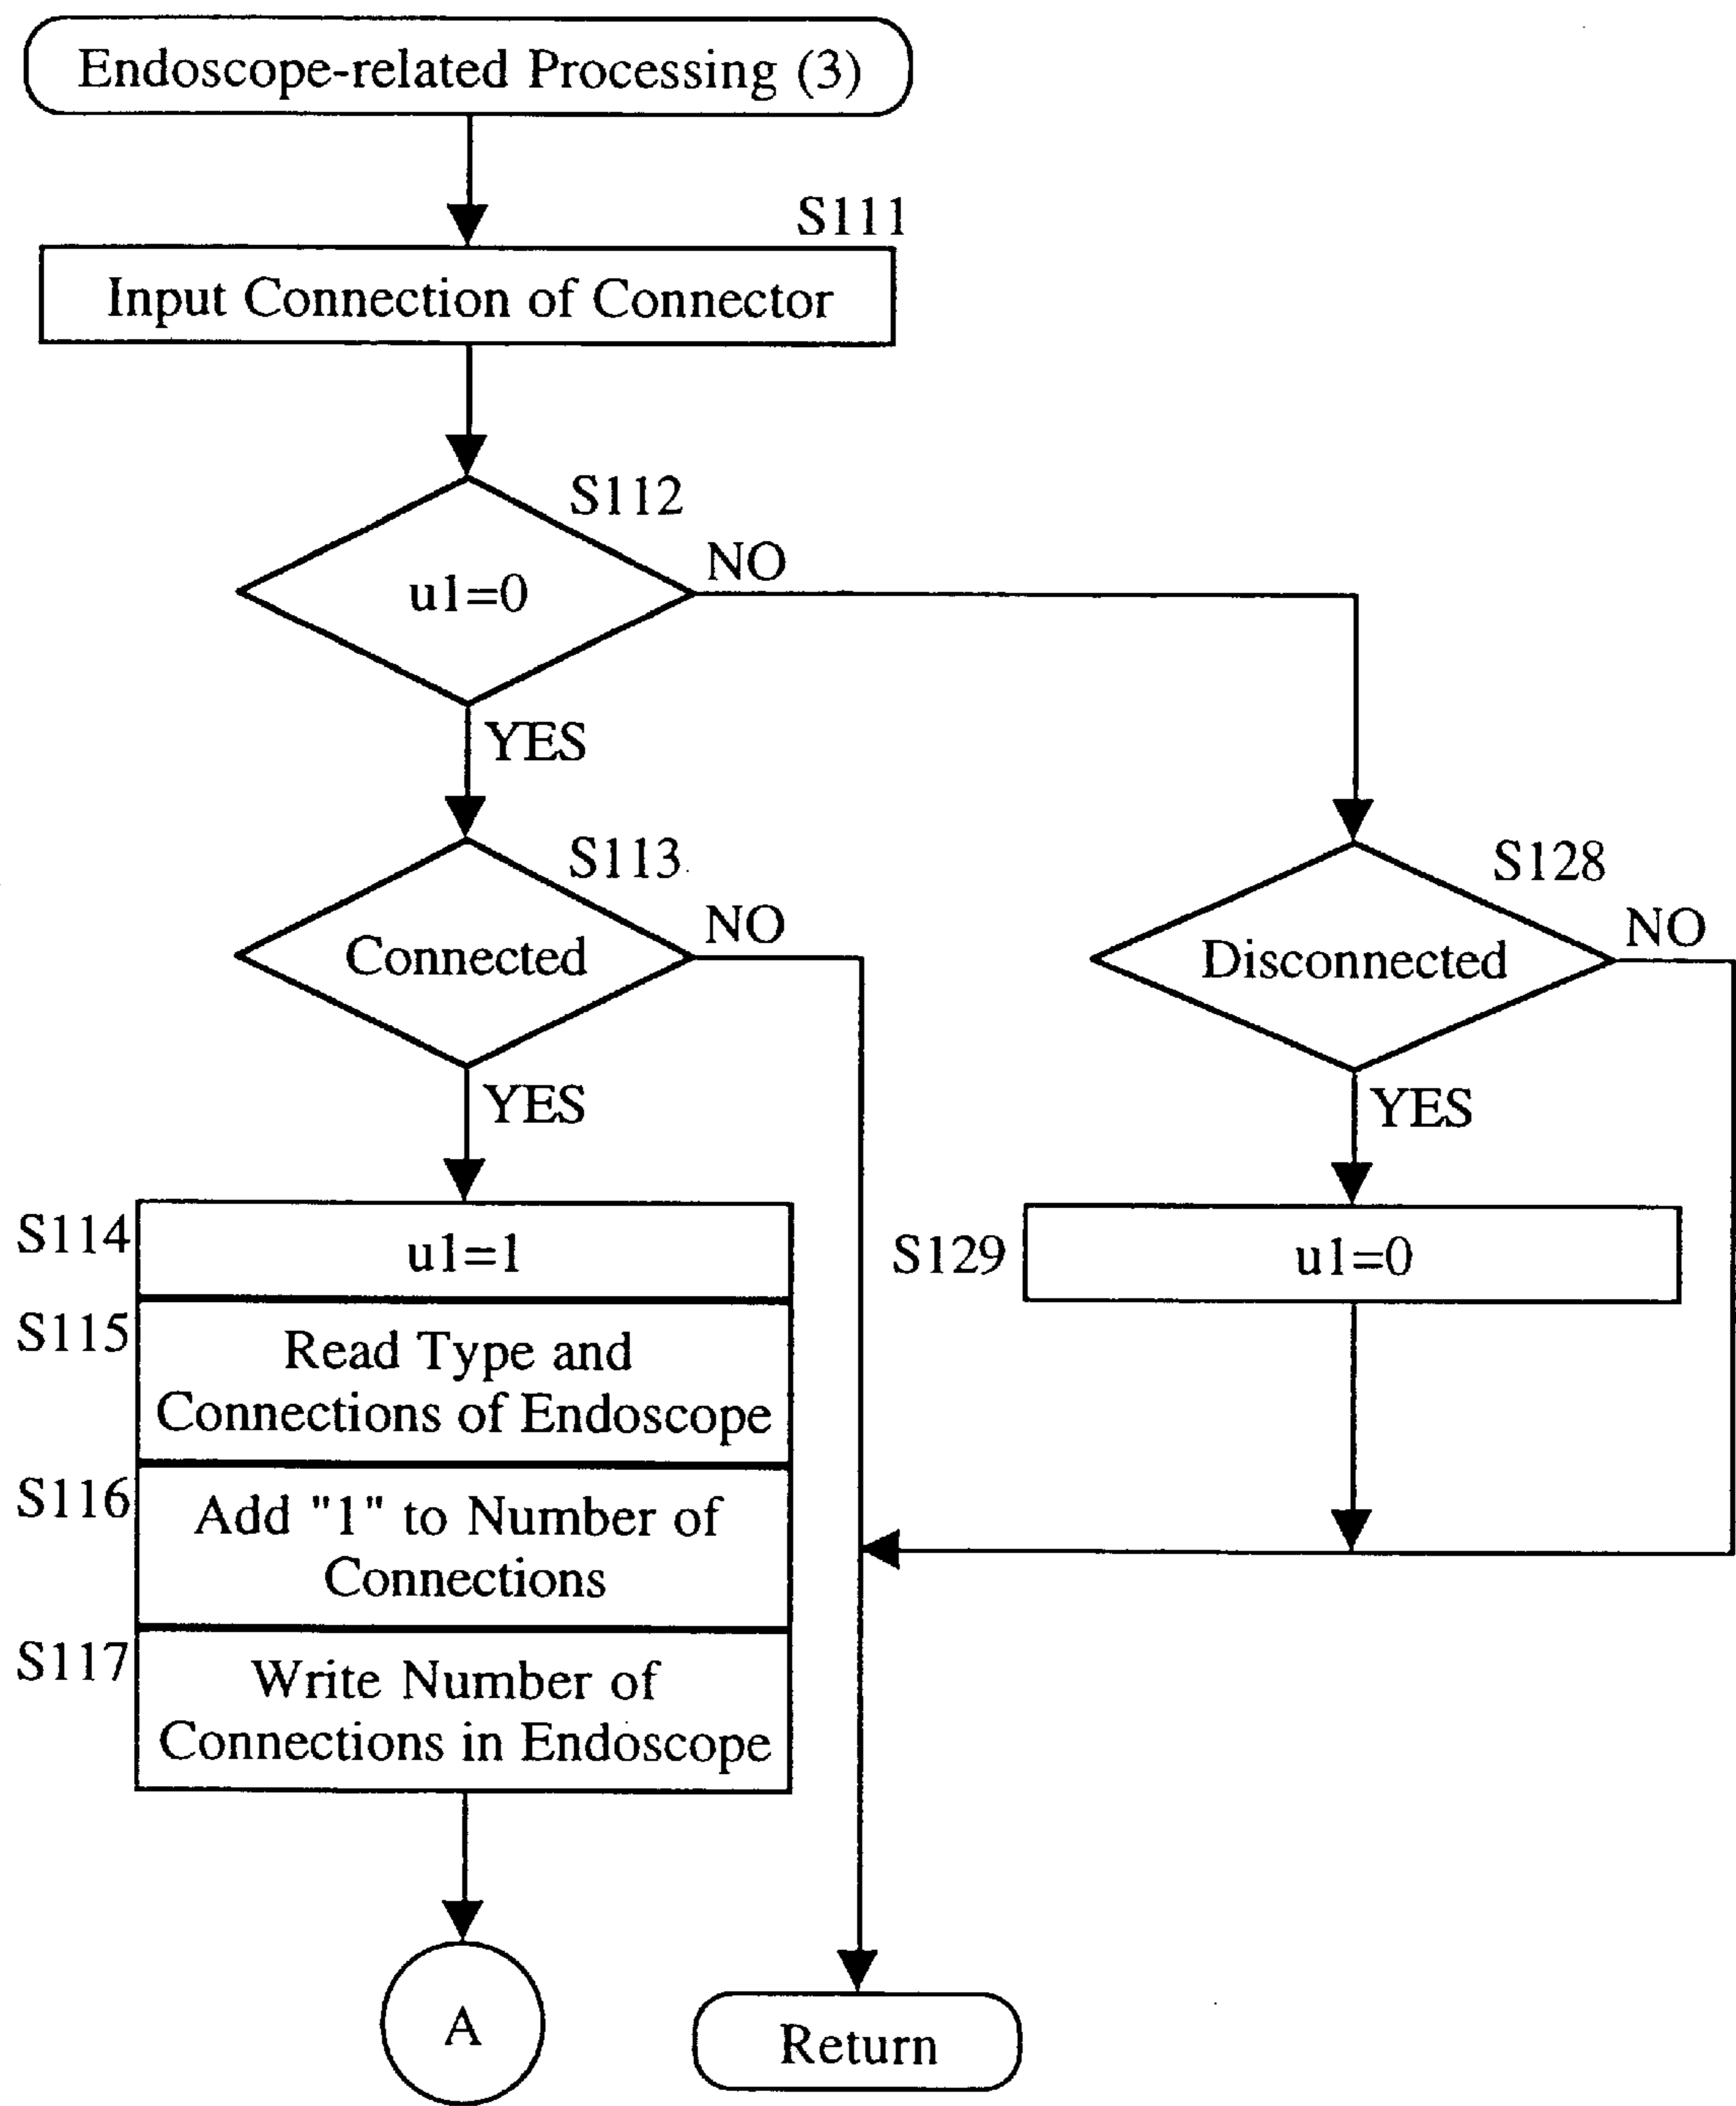 Endoscope-related Processing (3)
S111
Input Connection of Connector
S112
u1=0
NO
YES
S113
Connected
NO
YES
S128
Disconnected
NO
YES
S114
u1=1
S129
u1=0
S115
Read Type and
Connections of Endoscope
S116
Add "1" to Number of
Connections
S117
Write Number of
Connections in Endoscope
A
Return